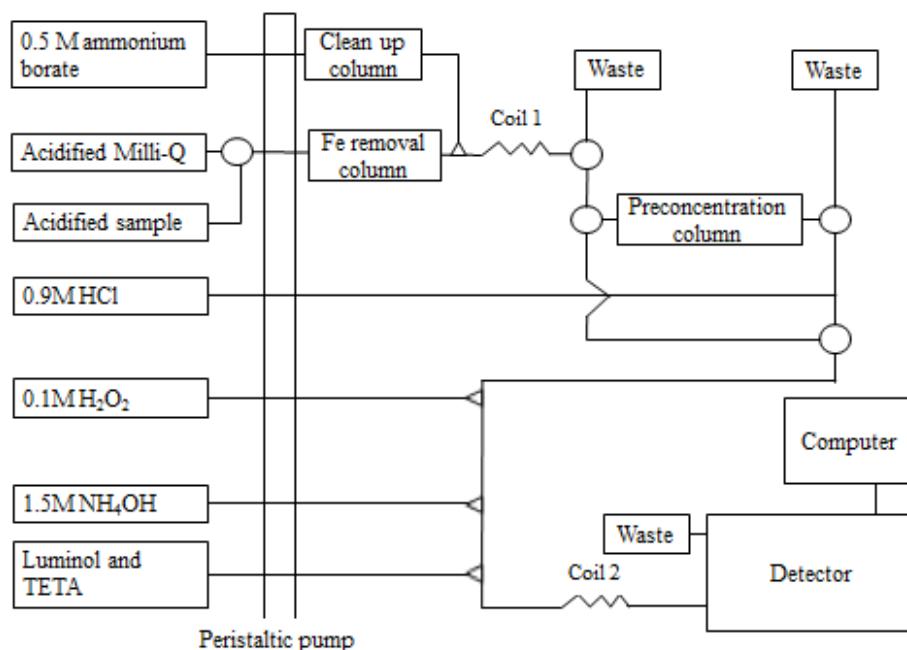 0.5 M ammonium
borate
Clean up
column
Waste
Waste
Coil 1
Acidified Milli-Q
Fe removal
column
Acidified sample
Preconcentration
column
0.9M HCl
0.1M H₂O₂
Computer
1.5M NH₄OH
Waste
Luminol and
TETA
Coil 2
Detector
Peristaltic pump